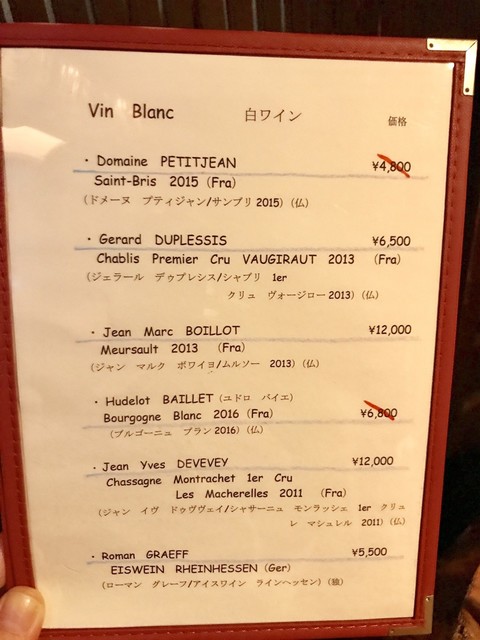 Vin Blanc 白ワイン 価格
・ Domaine PETITJEAN ¥4,800
Saint-Bris 2015 (Fra)
(ドメーヌ プティジャン/サンブリ 2015) (仏)
・ Gerard DUPLESSIS ¥6,500
Chablis Premier Cru VAUGIRAUT 2013 (Fra)
(ジェラール デゥプレシス/シャブリ 1er
クリュ ヴォージロー2013) (仏)
・ Jean Marc BOILLOT ¥12,000
Meursault 2013 (Fra)
(ジャン マルク ボワイヨ/ムルソー 2013) (仏)
・ Hudelot BAILLET (ユドロ バイエ)
Bourgogne Blanc 2016 (Fra) ¥6,800
(ブルゴーニュ ブラン 2016) (仏)
・ Jean Yves DEVEVEY ¥12,000
Chassagne Montrachet 1er Cru
Les Macherelles 2011 (Fra)
(ジャン イヴ ドゥヴヴェイ/シャサーニュ モンラッシェ 1er クリュ
レ マシュレル 2011) (仏)
・ Roman GRAEFF ¥5,500
EISWEIN RHEINHESSEN (Ger)
(ローマン グレーフ/アイスワイン ラインヘッセン) (独)